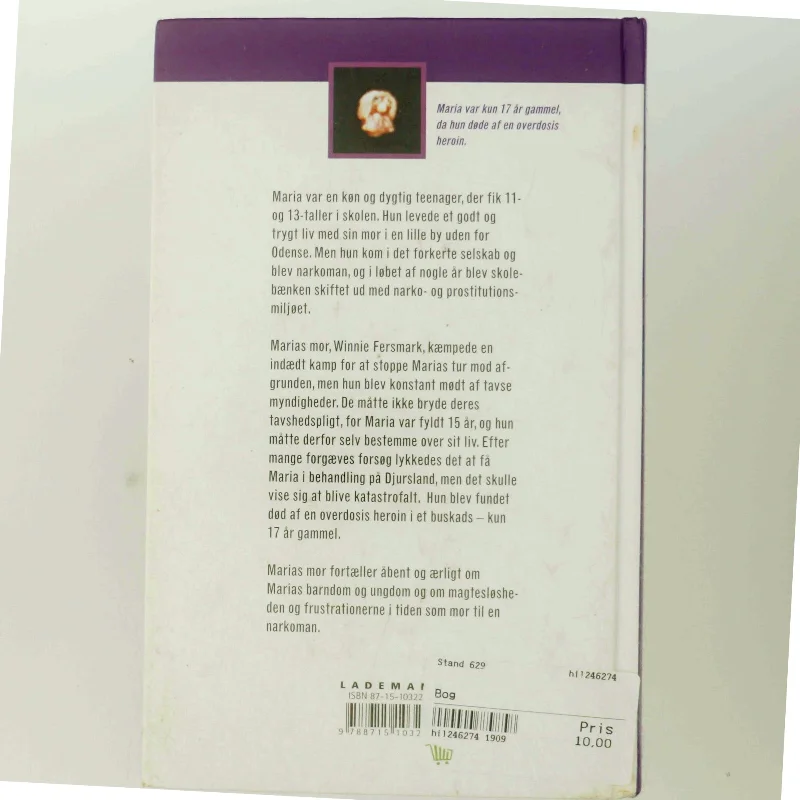 Maria var kun 17 år gammel,
da hun døde af en overdosis
heroin.
Maria var en køn og dygtig teenager, der fik 11-
og 13-taller i skolen. Hun levede et godt og
trygt liv med sin mor i en lille by uden for
Odense. Men hun kom i det forkerte selskab og
blev narkoman, og i løbet af nogle år blev skole-
bænken skiftet ud med narko- og prostitutions-
miljøet.
Marias mor, Winnie Fersmark, kæmpede en
indædt kamp for at stoppe Marias tur mod af-
grunden, men hun blev konstant mødt af tavse
myndigheder. De måtte ikke bryde deres
tavshedspligt, for Maria var fyldt 15 år, og hun
måtte derfor selv bestemme over sit liv. Efter
mange forgæves forsøg lykkedes det at få
Maria i behandling på Djursland, men det skulle
vise sig at blive katastrofalt. Hun blev fundet
død af en overdosis heroin i et buskads – kun
17 år gammel.
Marias mor fortæller åbent og ærligt om
Marias barndom og ungdom og om magtesløshe-
den og frustrationerne i tiden som mor til en
narkoman.
LADEMA
ISBN 87-15-10322
9 788715 1032
Stand 629
hl1246274
Bog
hl1246274 1909
Pris
10,00